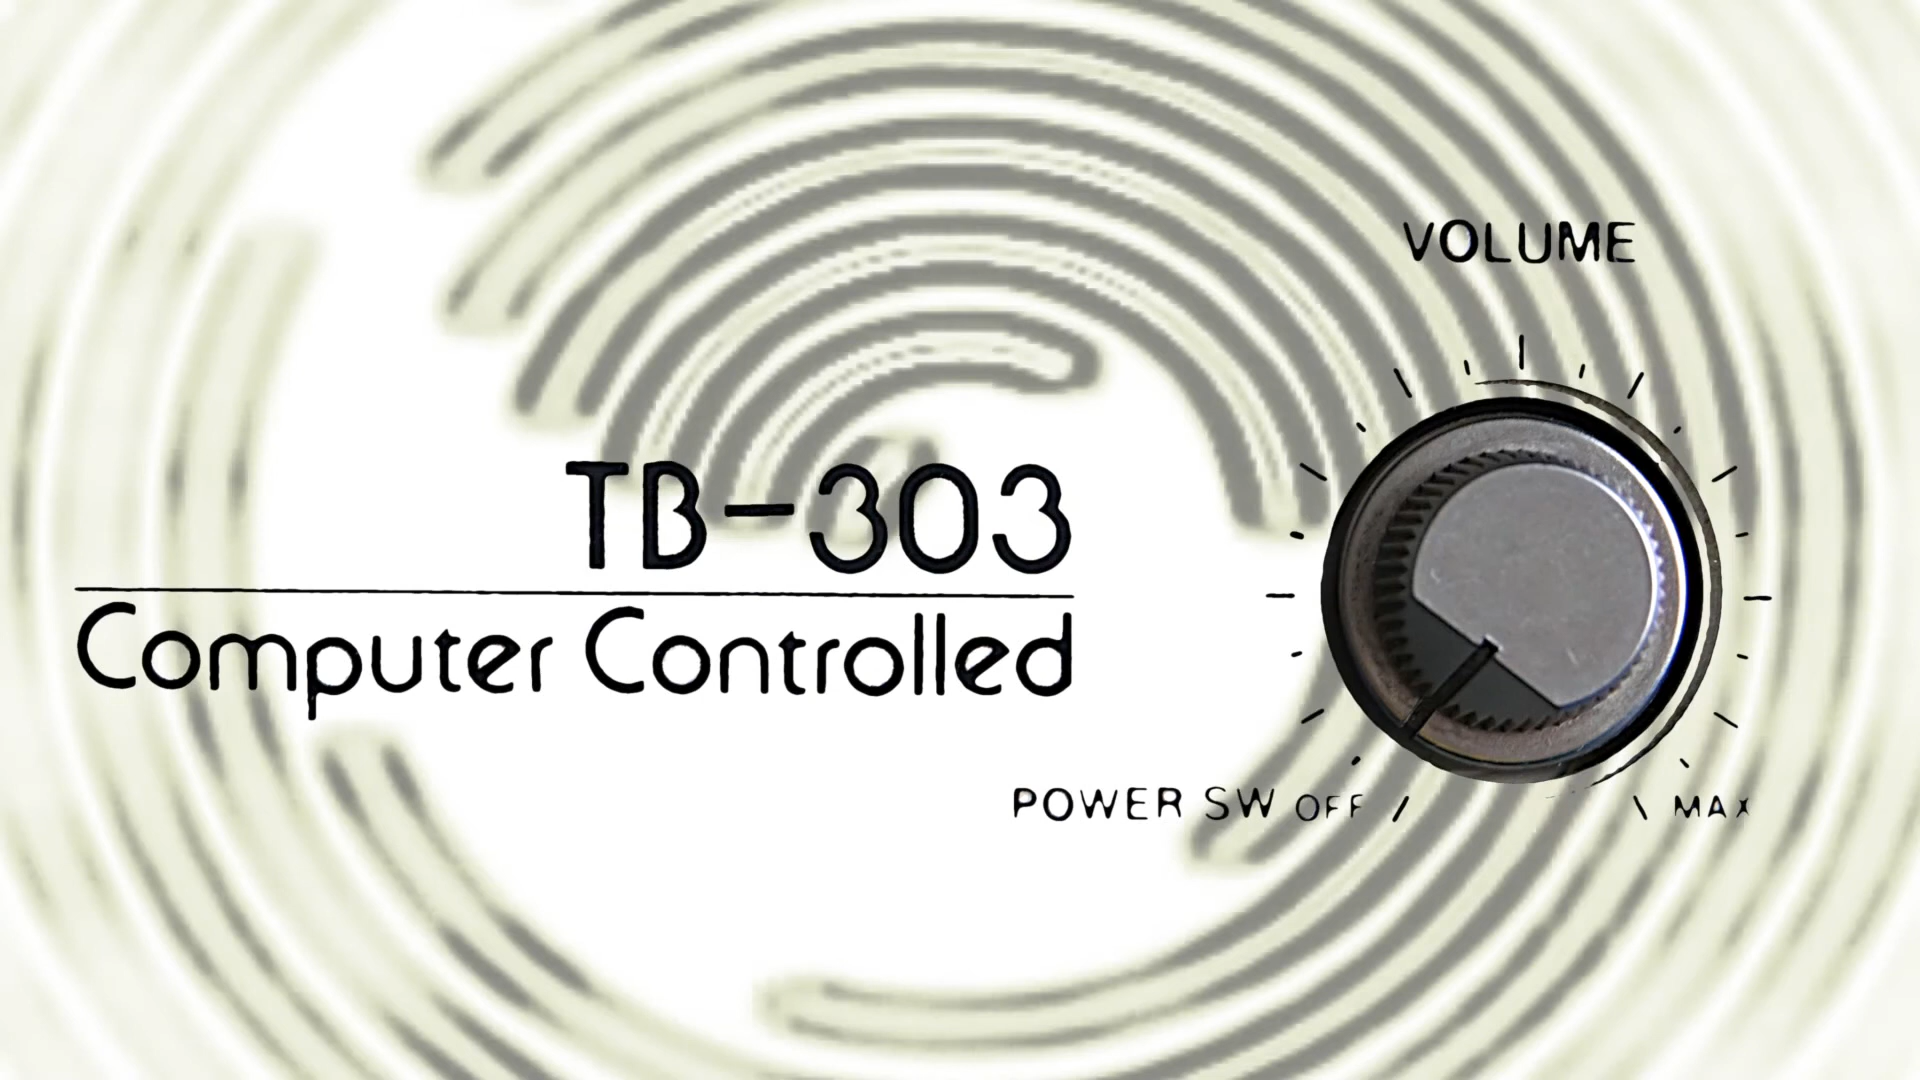 VOLUME
TB-303
Computer Controlled
POWER SW OFF
MAX